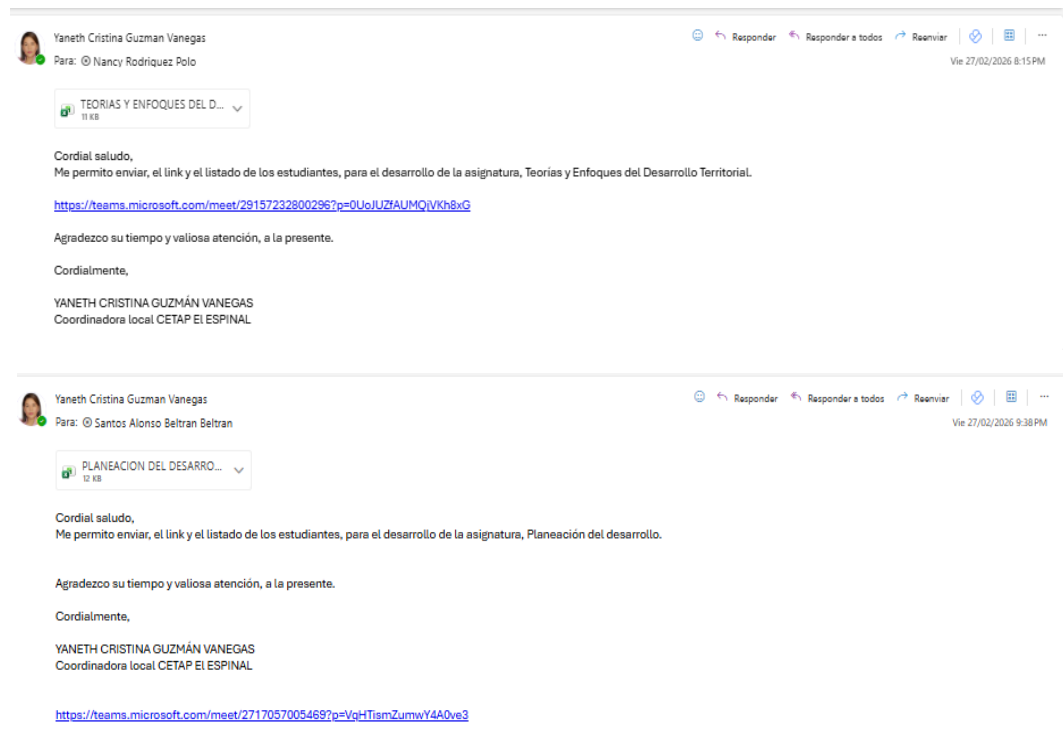 Yaneth Cristina Guzman Vanegas
Responder Responder a todos Reenviar
Para: Nancy Rodriguez Polo
Vie 27/02/2026 8:15 PM
TEORIAS Y ENFOQUES DEL D...
11 KB
Cordial saludo,
Me permito enviar, el link y el listado de los estudiantes, para el desarrollo de la asignatura, Teorías y Enfoques del Desarrollo Territorial.
https://teams.microsoft.com/meet/29157232800296?p=0UoJUZfAUMQjVKh8xG
Agradezco su tiempo y valiosa atención, a la presente.
Cordialmente,
YANETH CRISTINA GUZMÁN VANEGAS
Coordinadora local CETAP El ESPINAL
Yaneth Cristina Guzman Vanegas
Responder Responder a todos Reenviar
Para: Santos Alonso Beltran Beltran
Vie 27/02/2026 9:38 PM
PLANEACION DEL DESARRO...
12 KB
Cordial saludo,
Me permito enviar, el link y el listado de los estudiantes, para el desarrollo de la asignatura, Planeación del desarrollo.
Agradezco su tiempo y valiosa atención, a la presente.
Cordialmente,
YANETH CRISTINA GUZMÁN VANEGAS
Coordinadora local CETAP El ESPINAL
https://teams.microsoft.com/meet/2717057005469?p=VqHTismZumwY4A0ve3